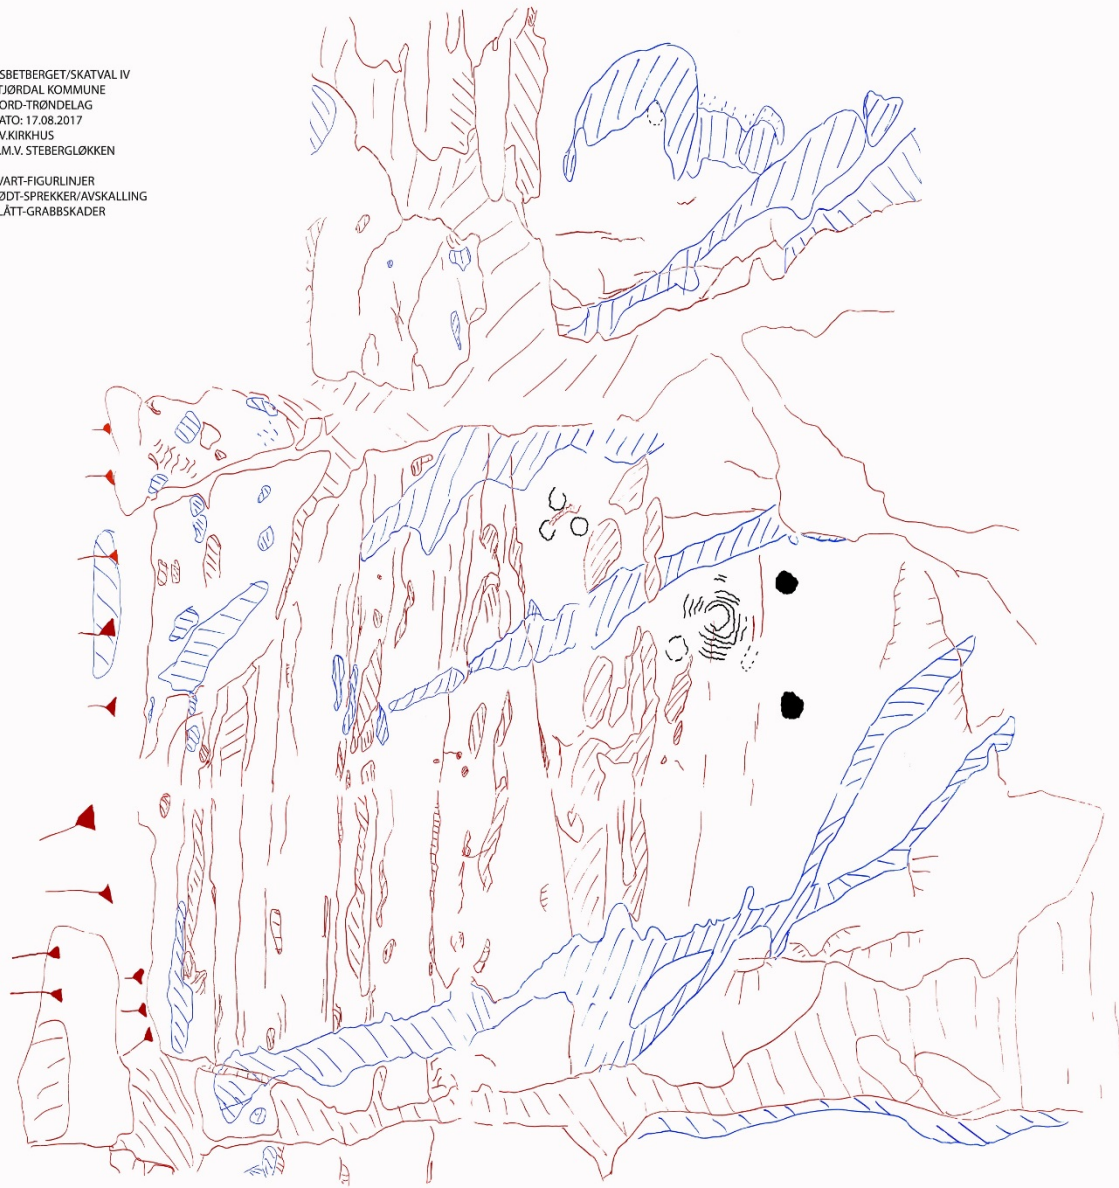 SBETBERGET/SKATVAL IV
TJØRDAL KOMMUNE
ORD-TRØNDELAG
ATO: 17.08.2017
V.KIRKHUS
.M.V. STEBERGLØKKEN
VART-FIGURLINJER
ØDT-SPREKKER/AVSKALLING
LÅTT-GRABBSKADER